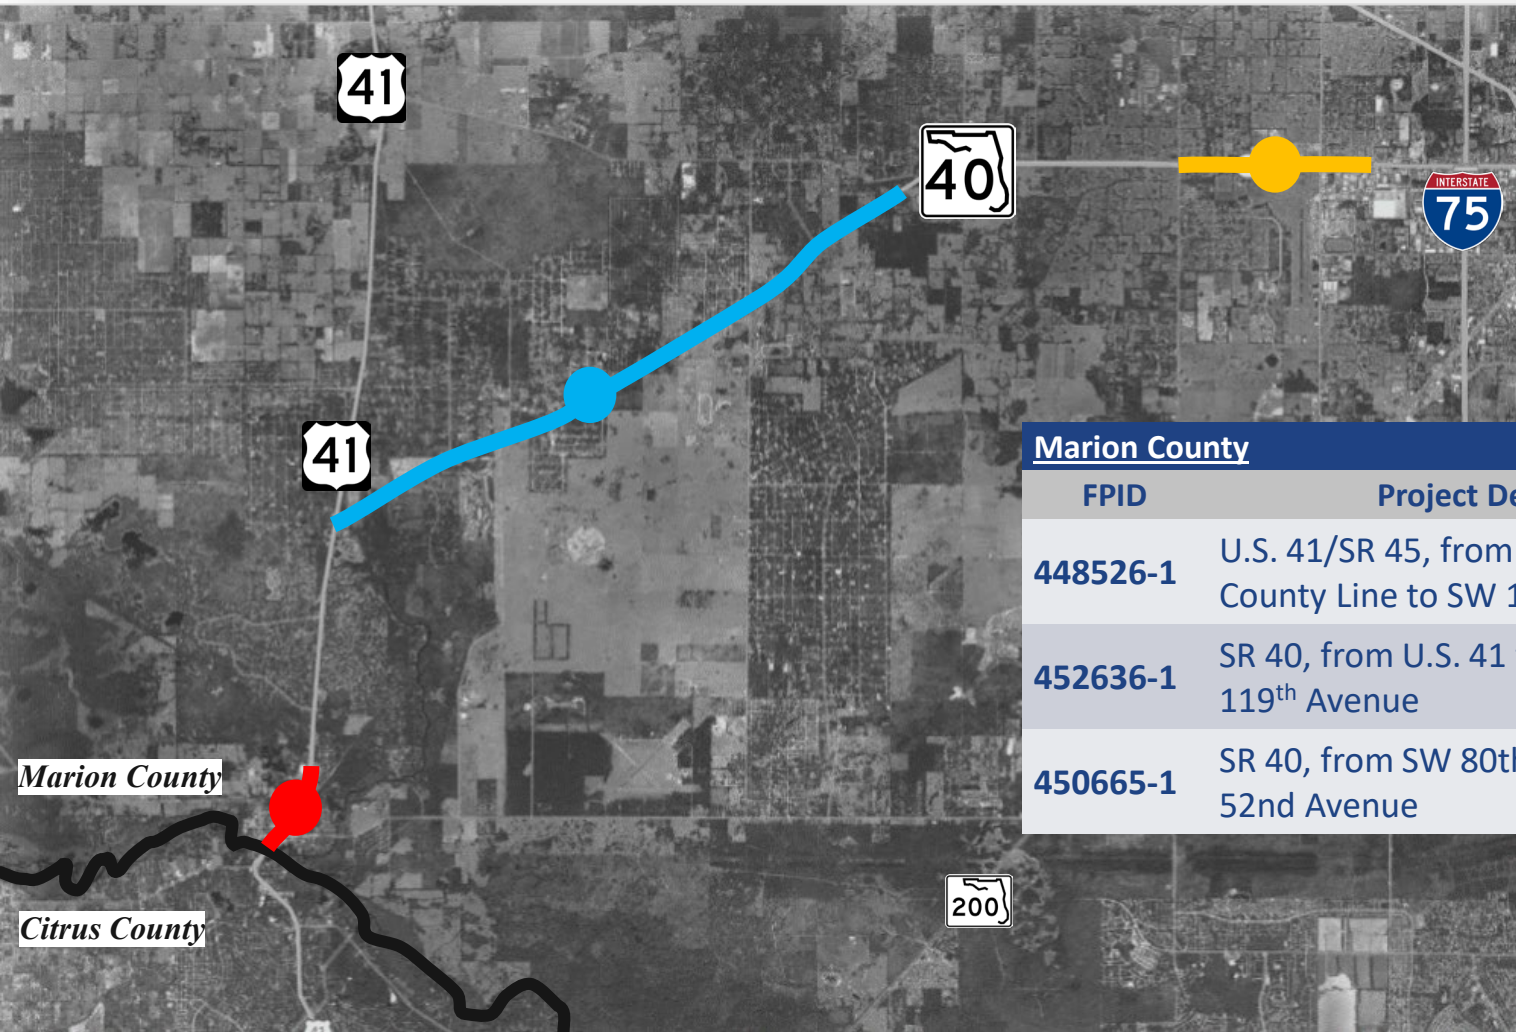 41
40
INTERSTATE
75
41
Marion County
FPID Project De
448526-1 U.S. 41/SR 45, from
County Line to SW 1
452636-1 SR 40, from U.S. 41
119th Avenue
450665-1 SR 40, from SW 80th
52nd Avenue
Marion County
200
Citrus County